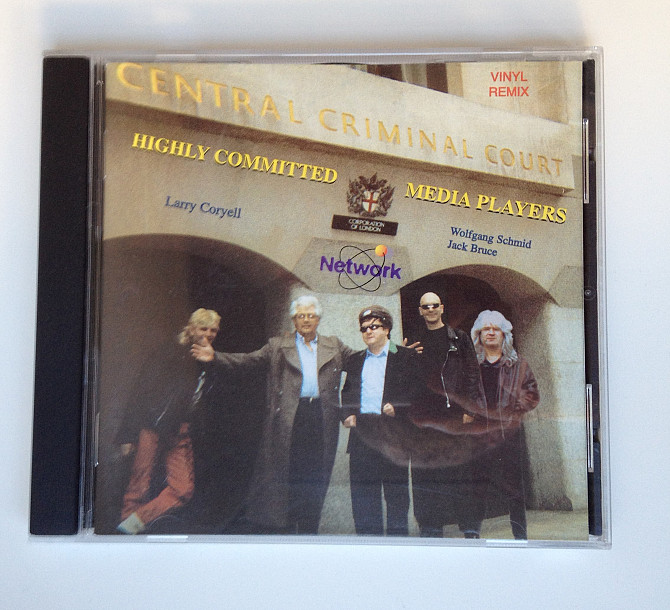 VINYL
REMIX
CENTRAL CRIMINAL COURT
HIGHLY COMMITTED
MEDIA PLAYERS
Larry Coryell
CORPORATION
OF LONDON
Wolfgang Schmid
Jack Bruce
Network